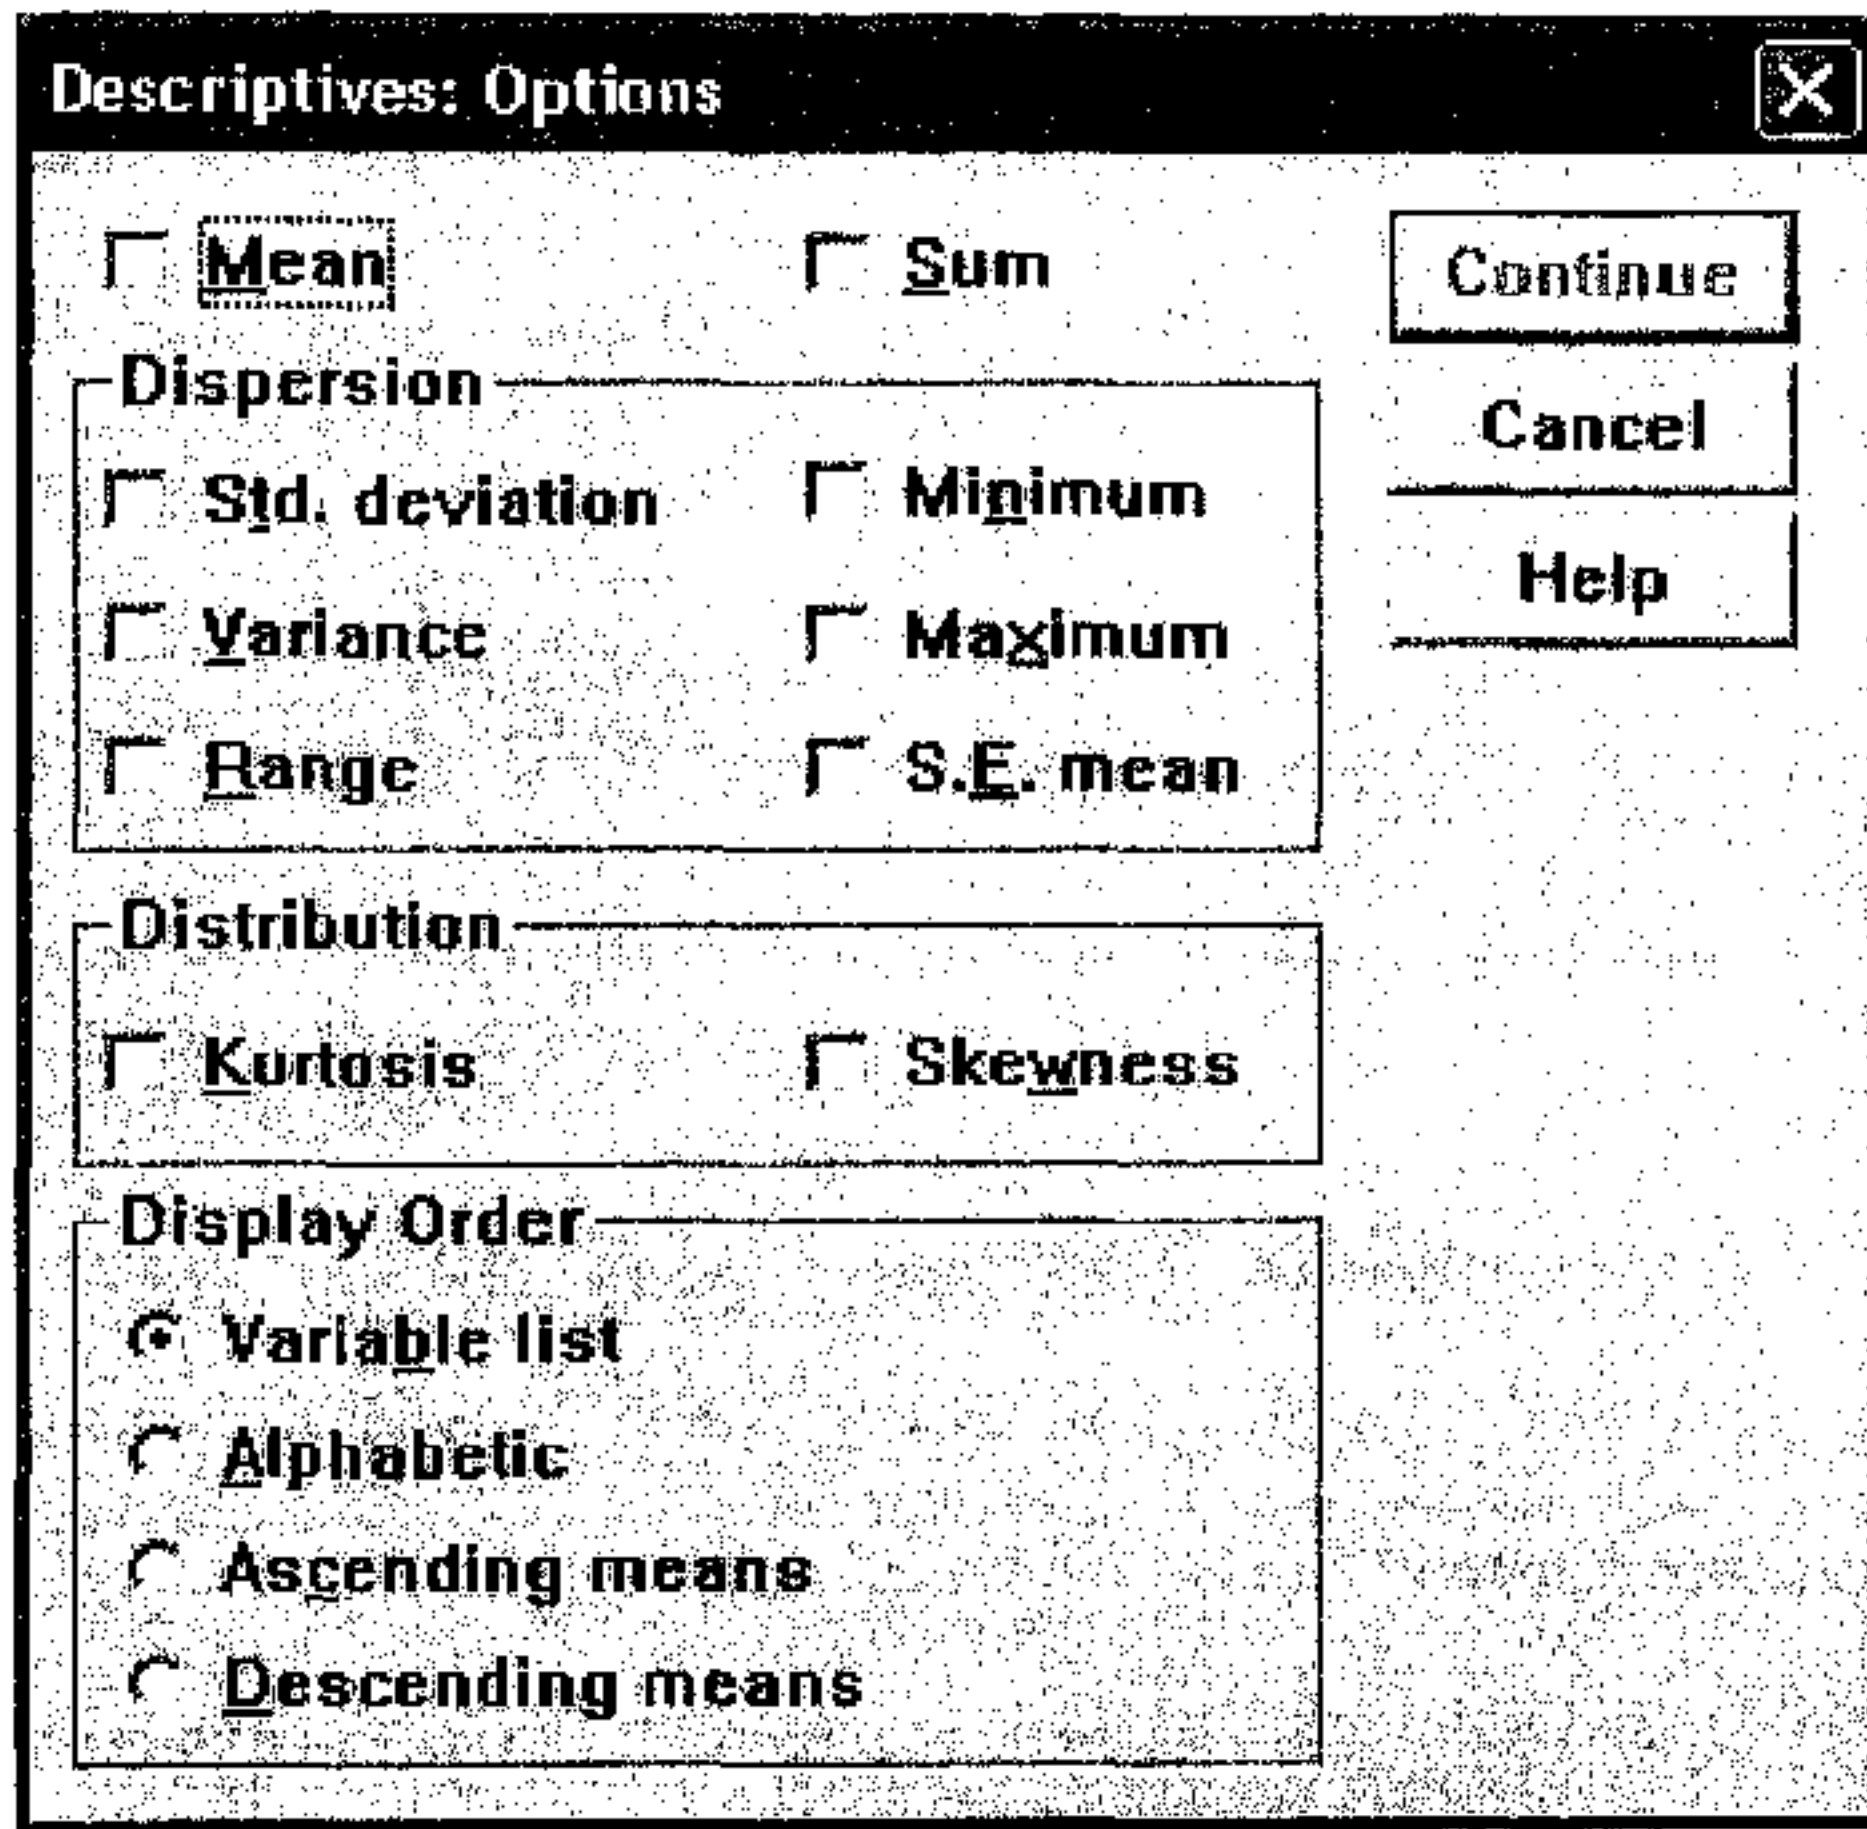 Descriptives: Options
Mean
Sum
Continue
Dispersion
Cancel
Std. deviation
Minimum
Help
Variance
Maximum
Range
S.E. mean
Distribution
Kurtosis
Skewness
Display Order
Variable list
Alphabetic
Ascending means
Descending means